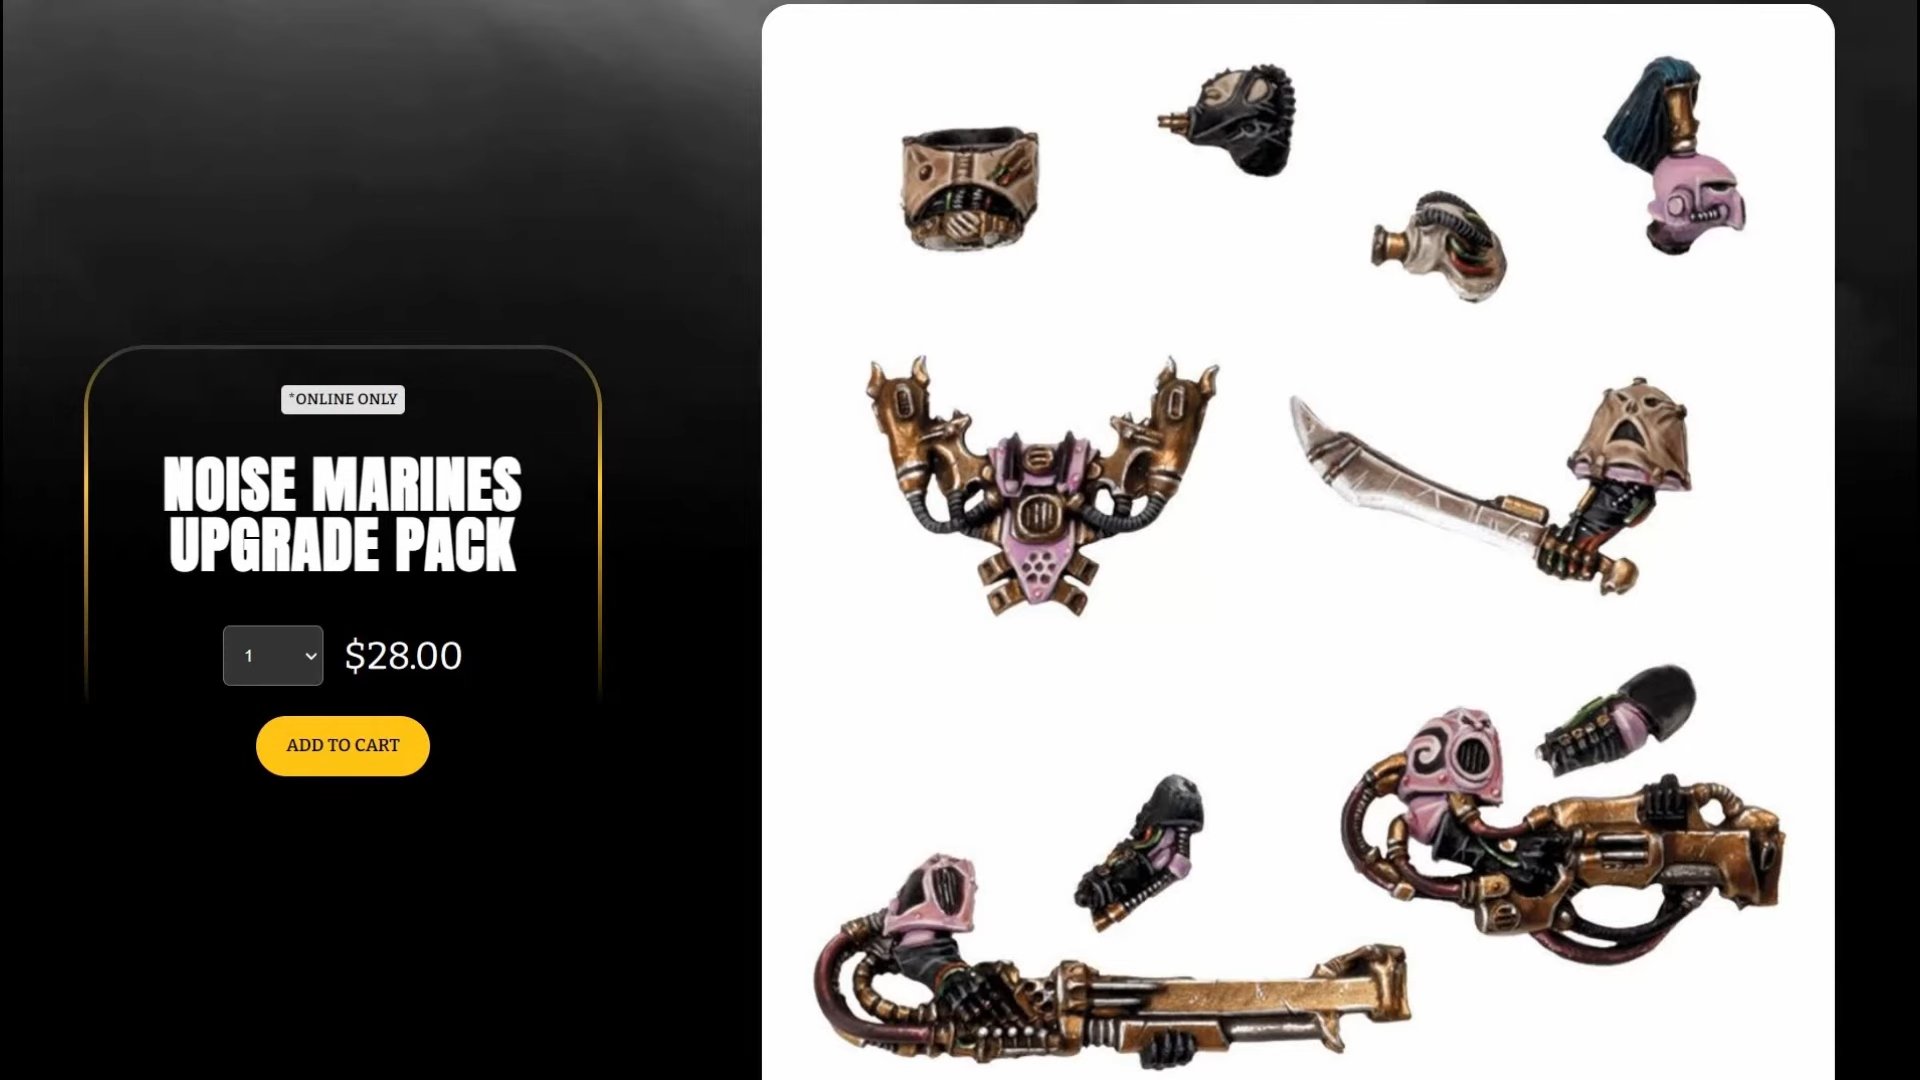 *ONLINE ONLY
NOISE MARINES
UPGRADE PACK
1
$28.00
ADD TO CART